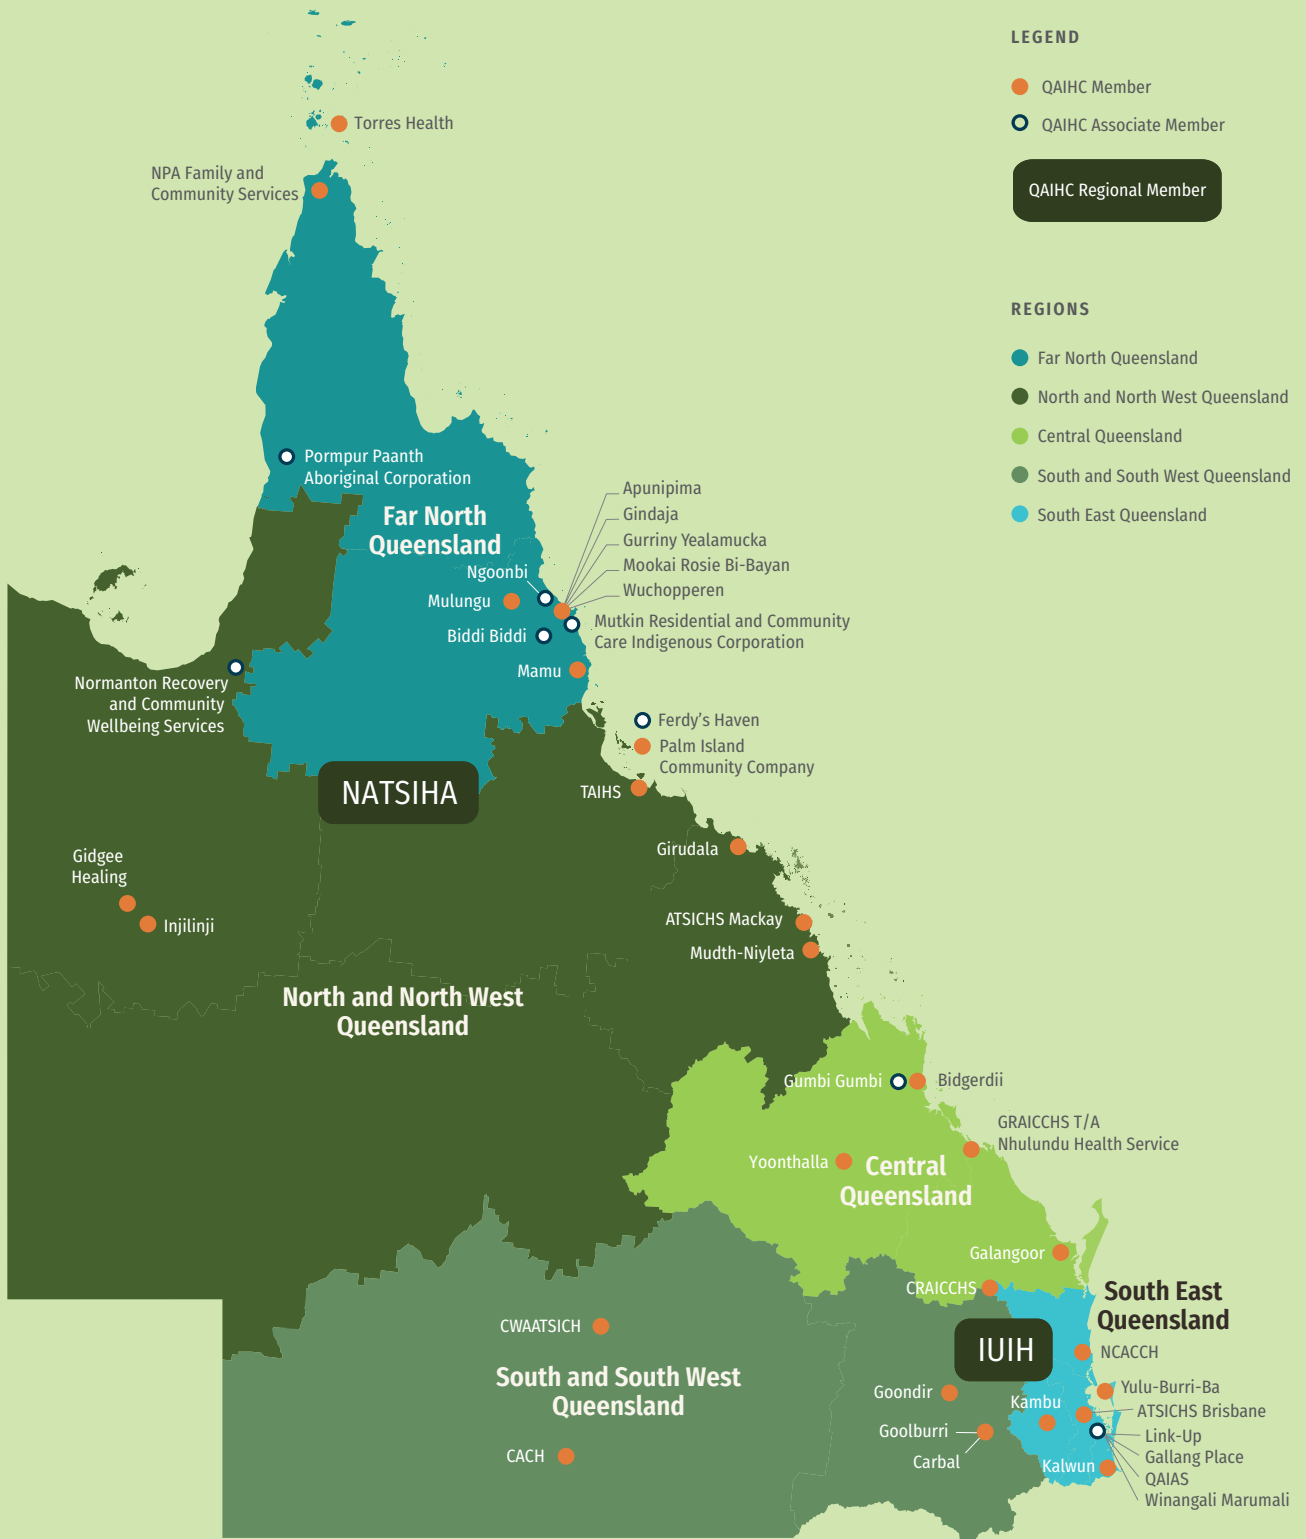 LEGEND
QAIHC Member
QAIHC Associate Member
QAIHC Regional Member
REGIONS
Far North Queensland
North and North West Queensland
Central Queensland
South and South West Queensland
South East Queensland
Torres Health
NPA Family and
Community Services
Pormpur Paanth
Aboriginal Corporation
Far North
Queensland
Apunipima
Gindaja
Gurriny Yealamucka
Mookai Rosie Bi-Bayan
Wuchopperen
Ngoonbi
Mulungu
Biddi Biddi
Mutkin Residential and Community
Care Indigenous Corporation
Mamu
Normanton Recovery
and Community
Wellbeing Services
Ferdy's Haven
Palm Island
Community Company
NATSIHA
TAIHS
Girudala
Gidgee
Healing
Injilinji
ATSICHS Mackay
Mudth-Niyleta
North and North West
Queensland
Gumbi Gumbi
Bidgerdii
GRAICCHS T/A
Nhulundu Health Service
Yoonthalla
Central
Queensland
Galangoor
CRAICCHS
South East
Queensland
CWAATSICH
IUIH
NCACCH
South and South West
Queensland
Goondir
Kambu
Yulu-Burri-Ba
ATSICHS Brisbane
Goolburri
Link-Up
Carbal
Gallang Place
CACH
Kalwun
QAIAS
Winangali Marumali